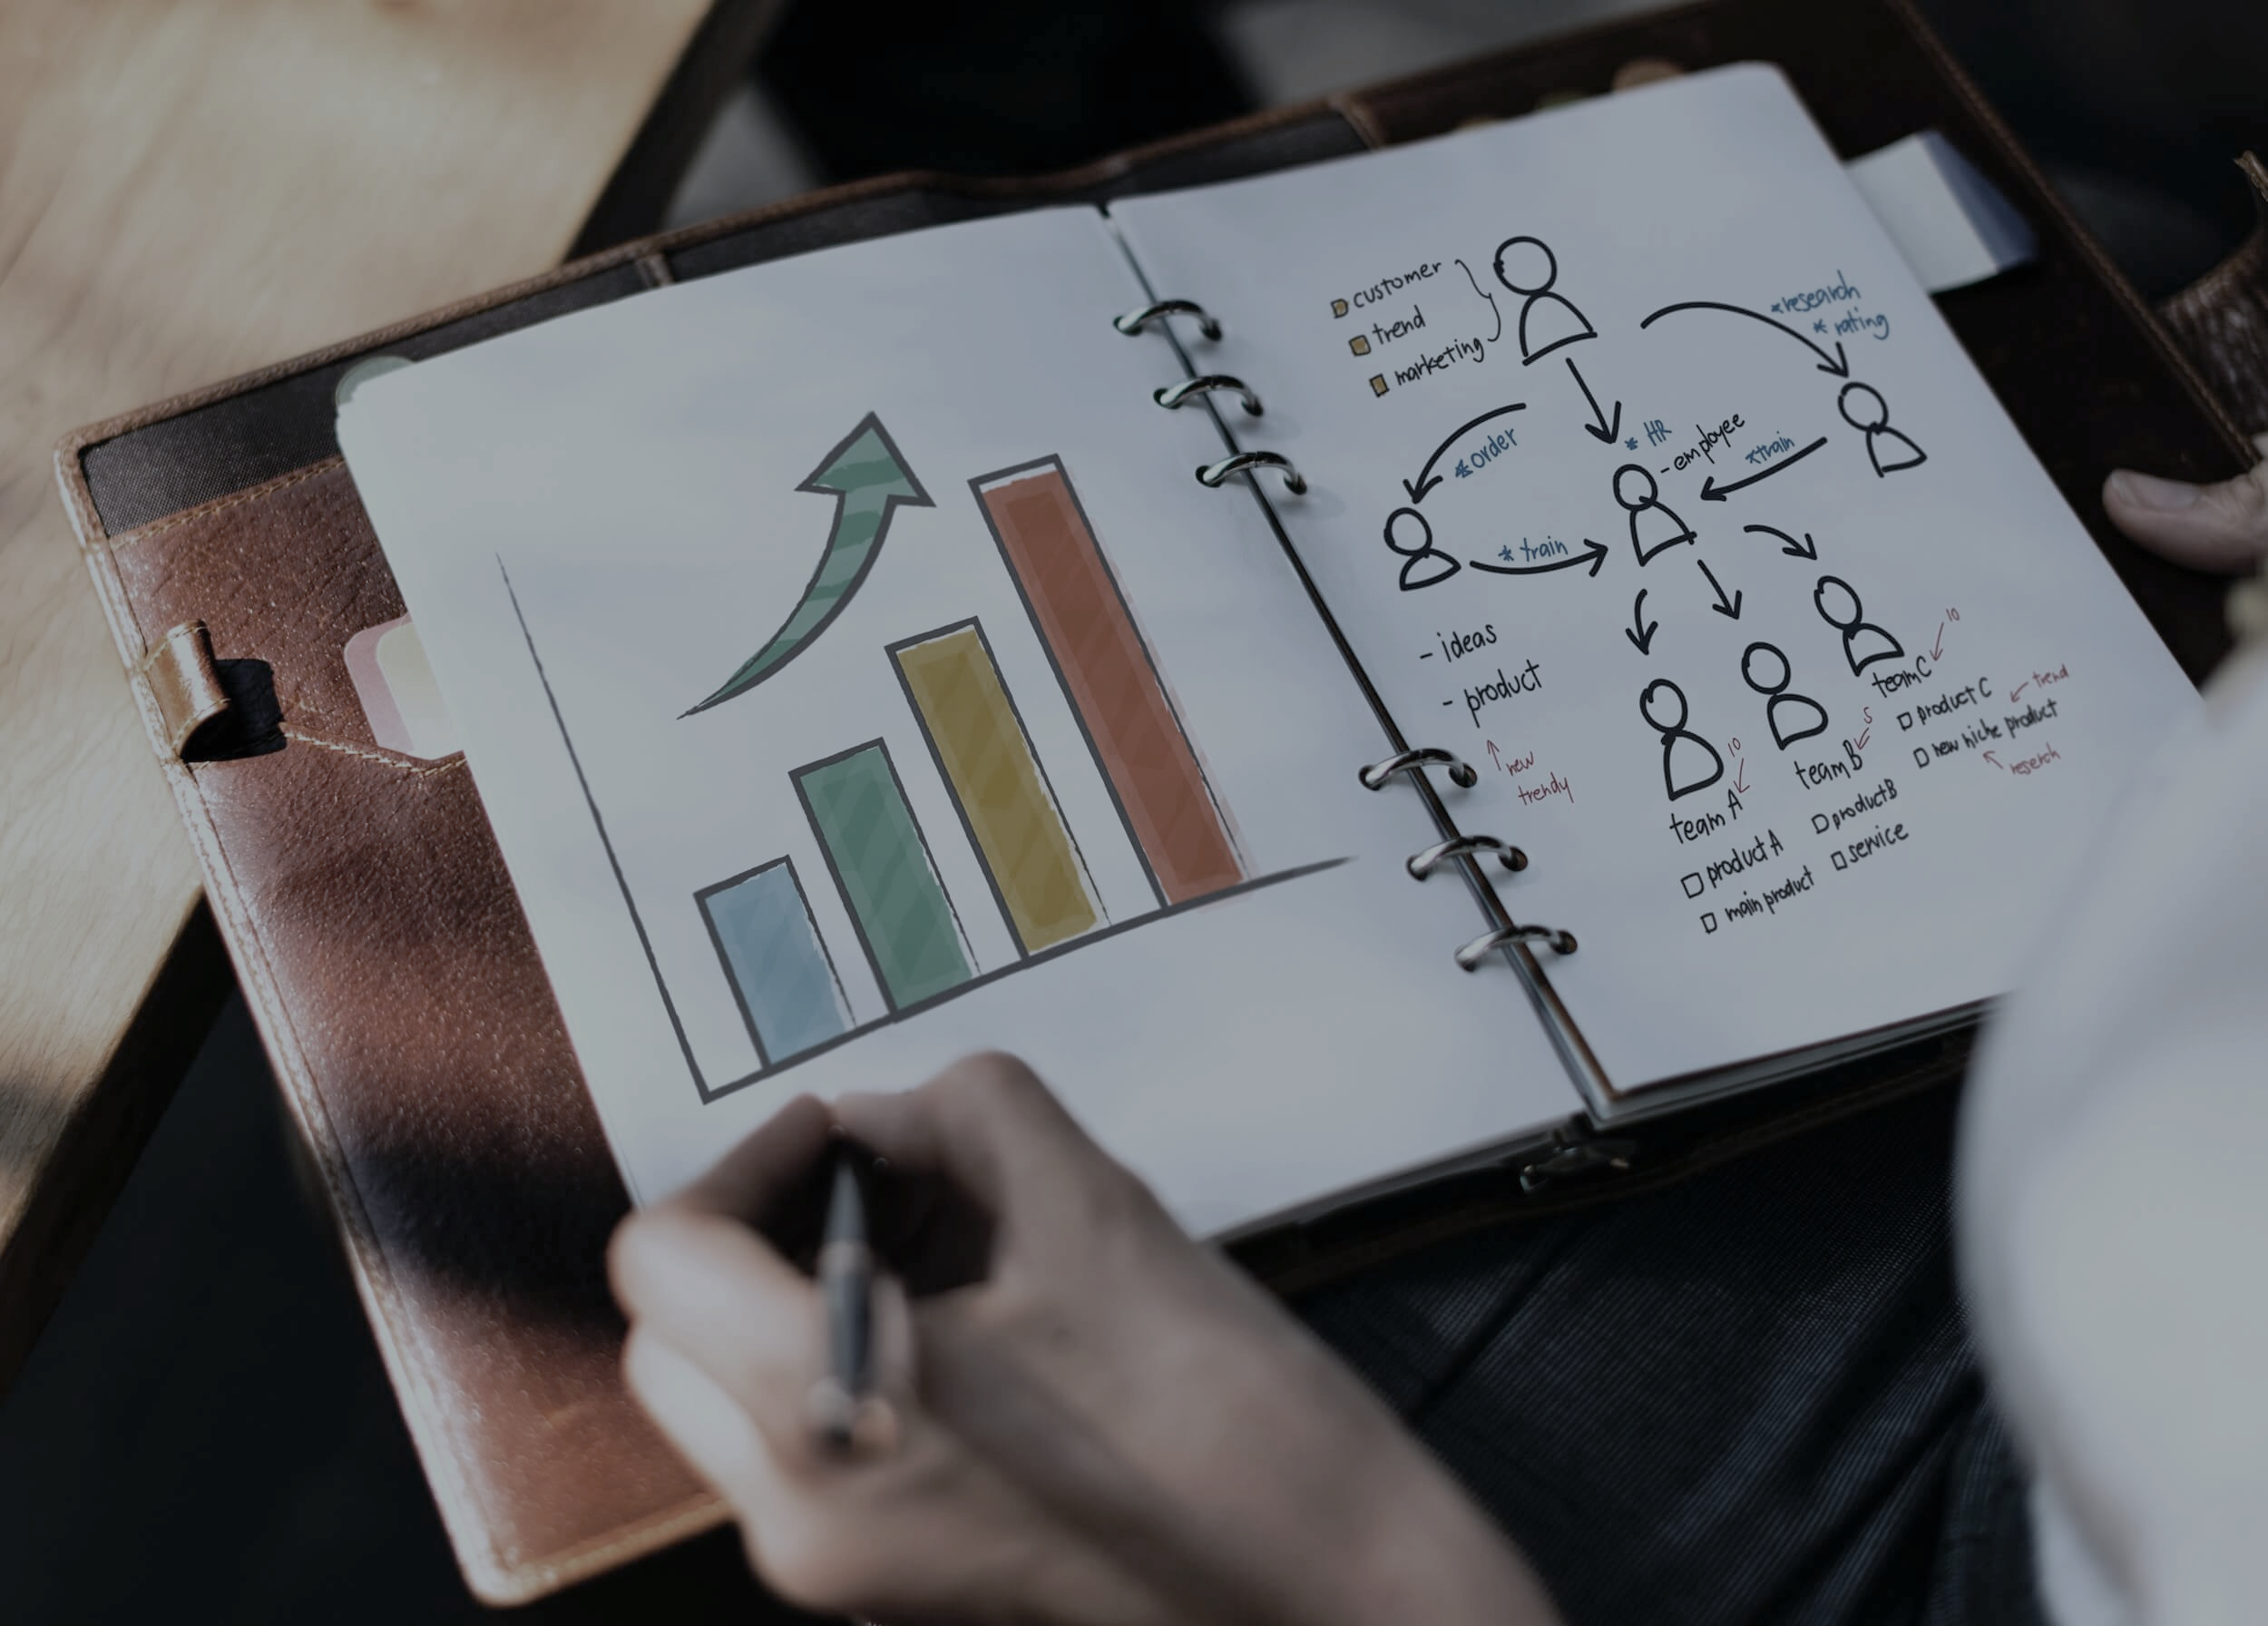 customer
trend
marketing
*research
* rating
*order
* HR
-employee
*train
* train
- ideas
- product
new
trendy
10
team A
product A
main product
5
team B
product B
service
10
team C
product C
trend
new niche product
reserch